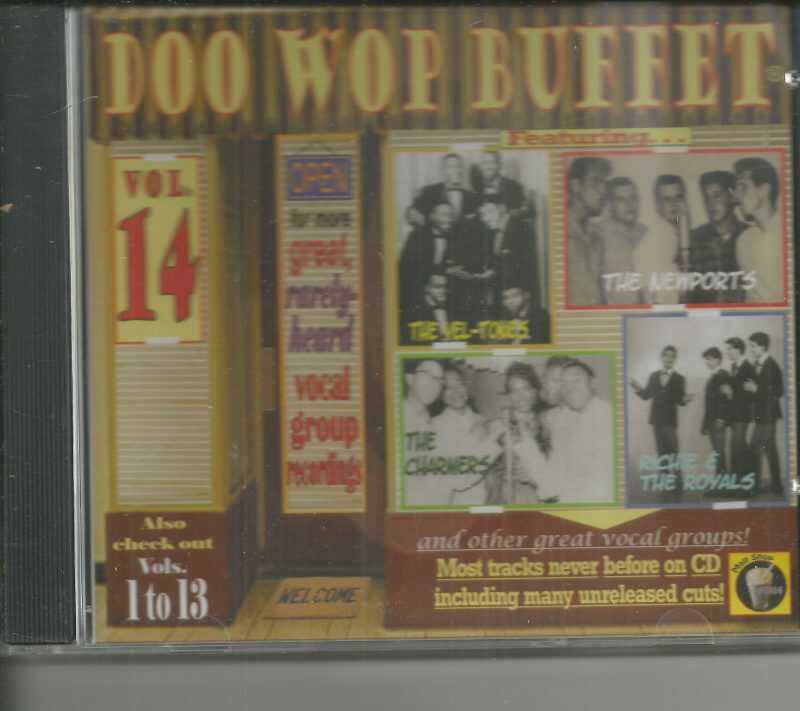 DOO WOP BUFFET
Featuring...
VOL.
14
OPEN
for more
great,
rarely-
heard
vocal
group
recordings
THE VEL-TONES
THE NEWPORTS
THE
CHARMERS
RICHIE &
THE ROYALS
Also
check out
Vols.
1 to 13
WELCOME
and other great vocal groups!
Most tracks never before on CD
including many unreleased cuts!